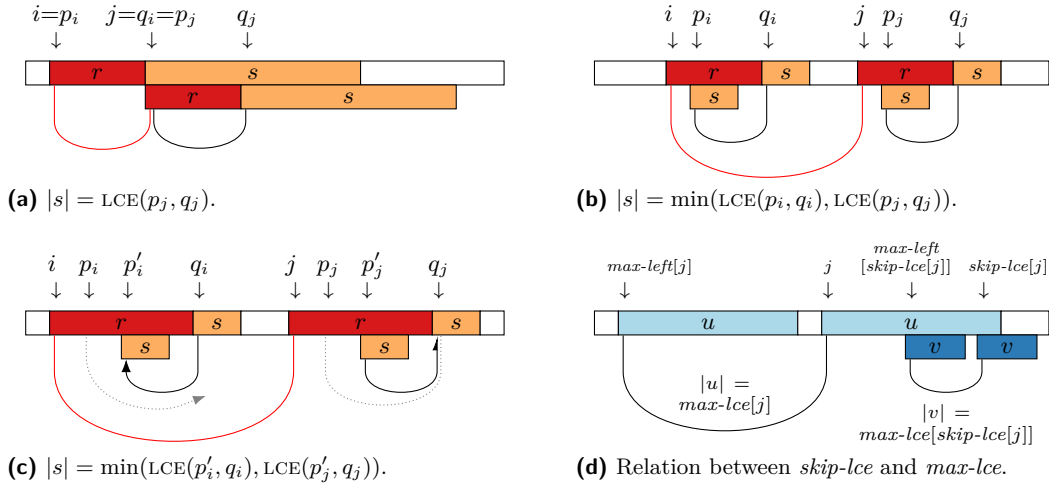 i=p_i j=q_i=p_j q_j
r s
r s
(a) |s| = LCE(p_j, q_j).
i p_i q_i j p_j q_j
r s r s
s s
(b) |s| = min(LCE(p_i, q_i), LCE(p_j, q_j)).
i p_i p′_i q_i j p_j p′_j q_j
r s r s
s s
(c) |s| = min(LCE(p′_i, q_i), LCE(p′_j, q_j)).
max-left[j] j max-left [skip-lce[j]] skip-lce[j]
u u
v v
|u| =
max-lce[j]
|v| =
max-lce[skip-lce[j]]
(d) Relation between skip-lce and max-lce.